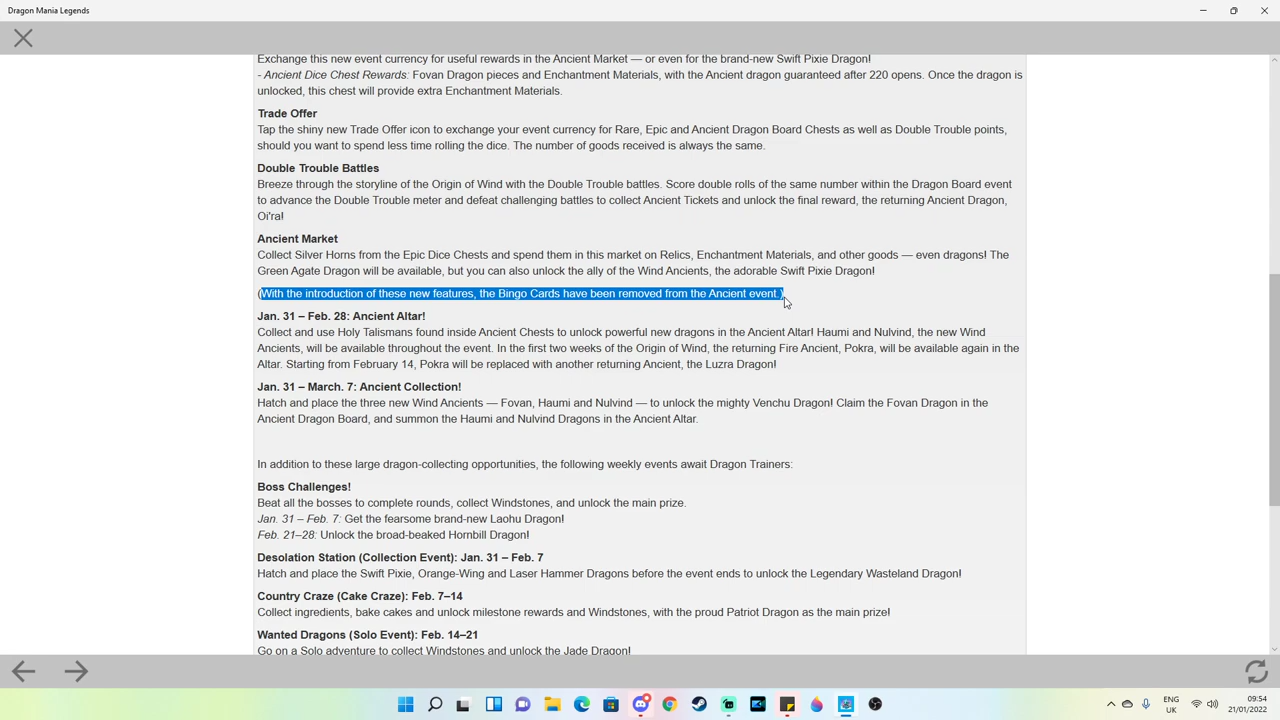 Dragon Mania Legends
Exchange this new event currency for useful rewards in the Ancient Market — or even for the brand-new Swift Pixie Dragon!
- Ancient Dice Chest Rewards: Fovan Dragon pieces and Enchantment Materials, with the Ancient dragon guaranteed after 220 opens. Once the dragon is
unlocked, this chest will provide extra Enchantment Materials.
Trade Offer
Tap the shiny new Trade Offer icon to exchange your event currency for Rare, Epic and Ancient Dragon Board Chests as well as Double Trouble points,
should you want to spend less time rolling the dice. The number of goods received is always the same.
Double Trouble Battles
Breeze through the storyline of the Origin of Wind with the Double Trouble battles. Score double rolls of the same number within the Dragon Board event
to advance the Double Trouble meter and defeat challenging battles to collect Ancient Tickets and unlock the final reward, the returning Ancient Dragon,
Oi'ra!
Ancient Market
Collect Silver Horns from the Epic Dice Chests and spend them in this market on Relics, Enchantment Materials, and other goods — even dragons! The
Green Agate Dragon will be available, but you can also unlock the ally of the Wind Ancients, the adorable Swift Pixie Dragon!
(With the introduction of these new features, the Bingo Cards have been removed from the Ancient event.)
Jan. 31 – Feb. 28: Ancient Altar!
Collect and use Holy Talismans found inside Ancient Chests to unlock powerful new dragons in the Ancient Altar! Haumi and Nulvind, the new Wind
Ancients, will be available throughout the event. In the first two weeks of the Origin of Wind, the returning Fire Ancient, Pokra, will be available again in the
Altar. Starting from February 14, Pokra will be replaced with another returning Ancient, the Luzra Dragon!
Jan. 31 – March. 7: Ancient Collection!
Hatch and place the three new Wind Ancients — Fovan, Haumi and Nulvind — to unlock the mighty Venchu Dragon! Claim the Fovan Dragon in the
Ancient Dragon Board, and summon the Haumi and Nulvind Dragons in the Ancient Altar.
In addition to these large dragon-collecting opportunities, the following weekly events await Dragon Trainers:
Boss Challenges!
Beat all the bosses to complete rounds, collect Windstones, and unlock the main prize.
Jan. 31 – Feb. 7: Get the fearsome brand-new Laohu Dragon!
Feb. 21–28: Unlock the broad-beaked Hornbill Dragon!
Desolation Station (Collection Event): Jan. 31 – Feb. 7
Hatch and place the Swift Pixie, Orange-Wing and Laser Hammer Dragons before the event ends to unlock the Legendary Wasteland Dragon!
Country Craze (Cake Craze): Feb. 7–14
Collect ingredients, bake cakes and unlock milestone rewards and Windstones, with the proud Patriot Dragon as the main prize!
Wanted Dragons (Solo Event): Feb. 14–21
Go on a Solo adventure to collect Windstones and unlock the Jade Dragon!
ENG
UK
09:54
21/01/2022